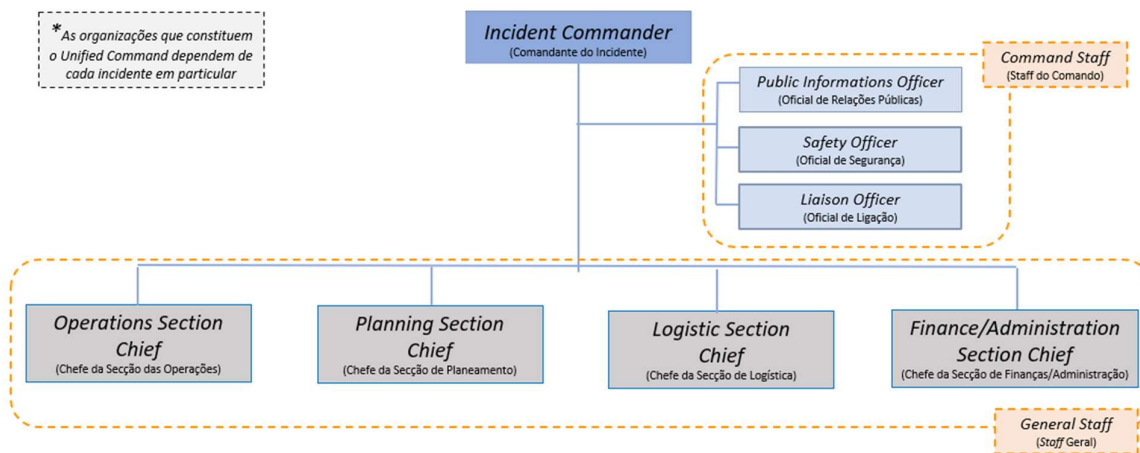 *As organizações que constituem
o Unified Command dependem de
cada incidente em particular
Incident Commander
(Comandante do Incidente)
Command Staff
(Staff do Comando)
Public Informations Officer
(Oficial de Relações Públicas)
Safety Officer
(Oficial de Segurança)
Liaison Officer
(Oficial de Ligação)
Operations Section
Chief
(Chefe da Secção das Operações)
Planning Section
Chief
(Chefe da Secção de Planeamento)
Logistic Section
Chief
(Chefe da Secção de Logística)
Finance/Administration
Section Chief
(Chefe da Secção de Finanças/Administração)
General Staff
(Staff Geral)